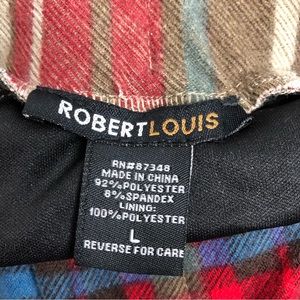 ROBERTLOUIS
RN#87348
MADE IN CHINA
92%POLYESTER
8%SPANDEX
LINING:
100%POLYESTER
L
REVERSE FOR CARE